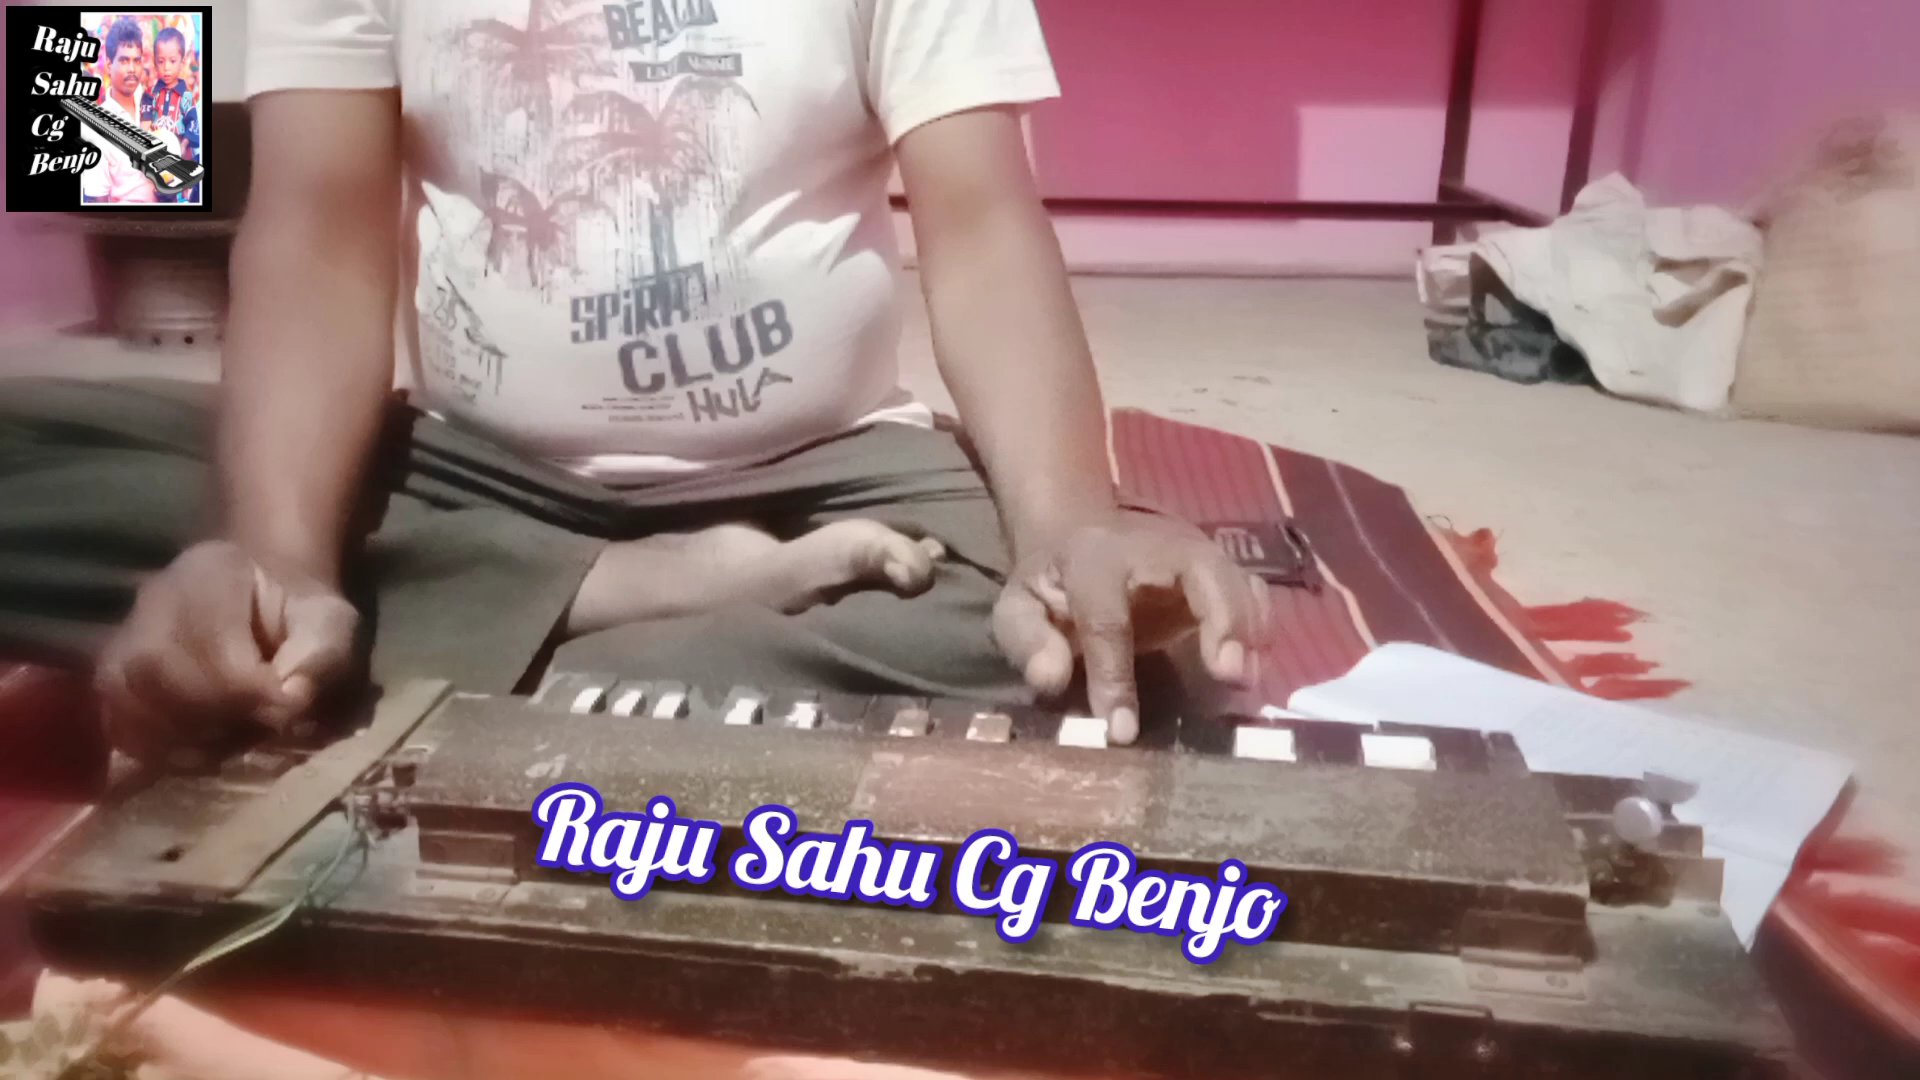 Raju
Sahu
Cg
Benjo
BEACH
SPiRiT
CLUB
HULA
Raju Sahu Cg Benjo